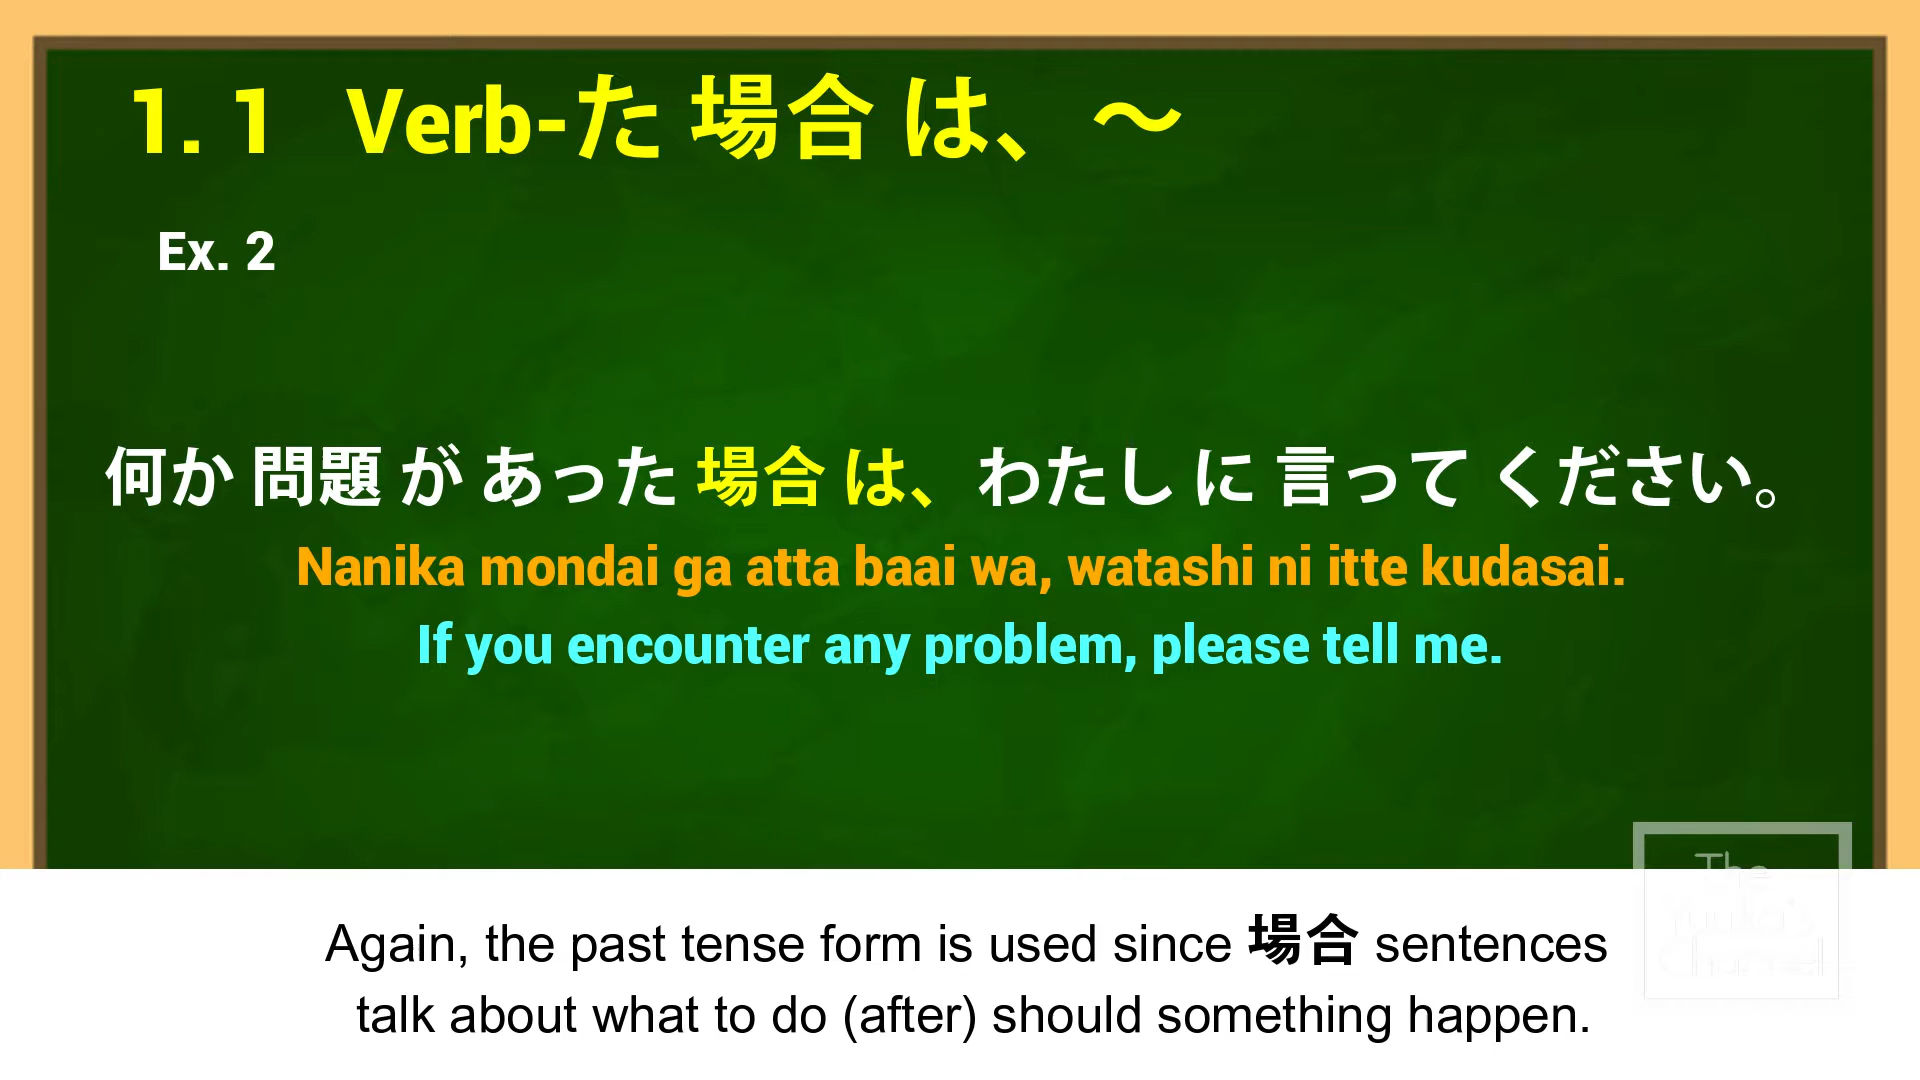 1. 1 Verb-た 場合 は、～
Ex. 2
何か 問題 が あった 場合 は、わたし に 言って ください。
Nanika mondai ga atta baai wa, watashi ni itte kudasai.
If you encounter any problem, please tell me.
The
Yuuta's
Channel
Again, the past tense form is used since 場合 sentences
talk about what to do (after) should something happen.